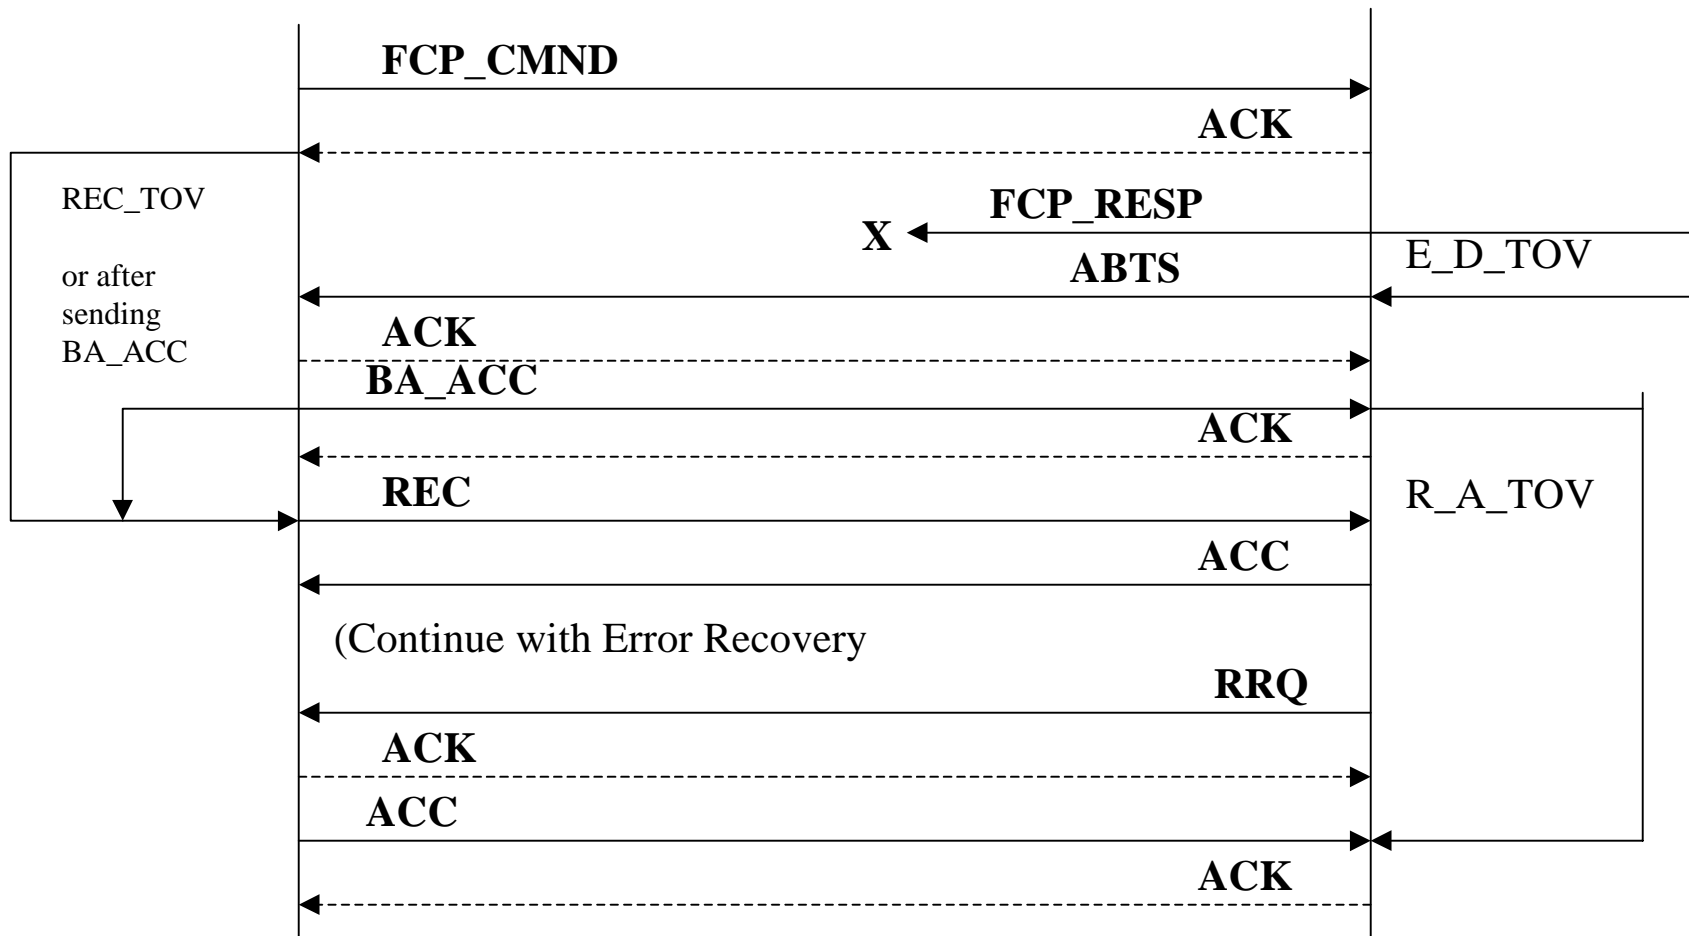 FCP_CMND
ACK
REC_TOV
FCP_RESP
X
E_D_TOV
or after
sending
BA_ACC
ABTS
ACK
BA_ACC
ACK
REC
R_A_TOV
ACC
(Continue with Error Recovery
RRQ
ACK
ACC
ACK